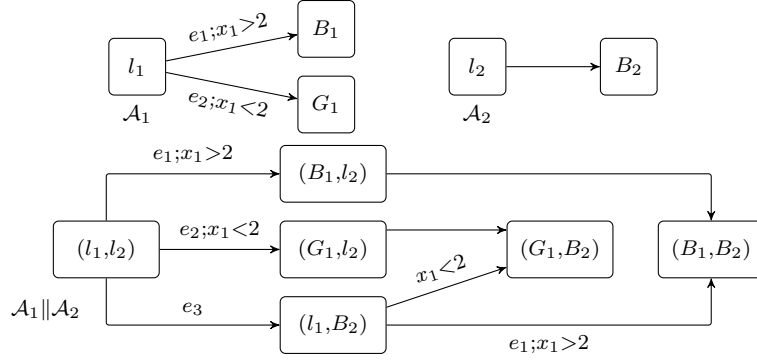 e₁;x₁>2
B₁
l₁
l₂
B₂
e₂;x₁<2
G₁
𝒜₁
𝒜₂
e₁;x₁>2
(B₁,l₂)
(l₁,l₂)
e₂;x₁<2
(G₁,l₂)
(G₁,B₂)
(B₁,B₂)
x₁<2
𝒜₁∥𝒜₂
e₃
(l₁,B₂)
e₁;x₁>2